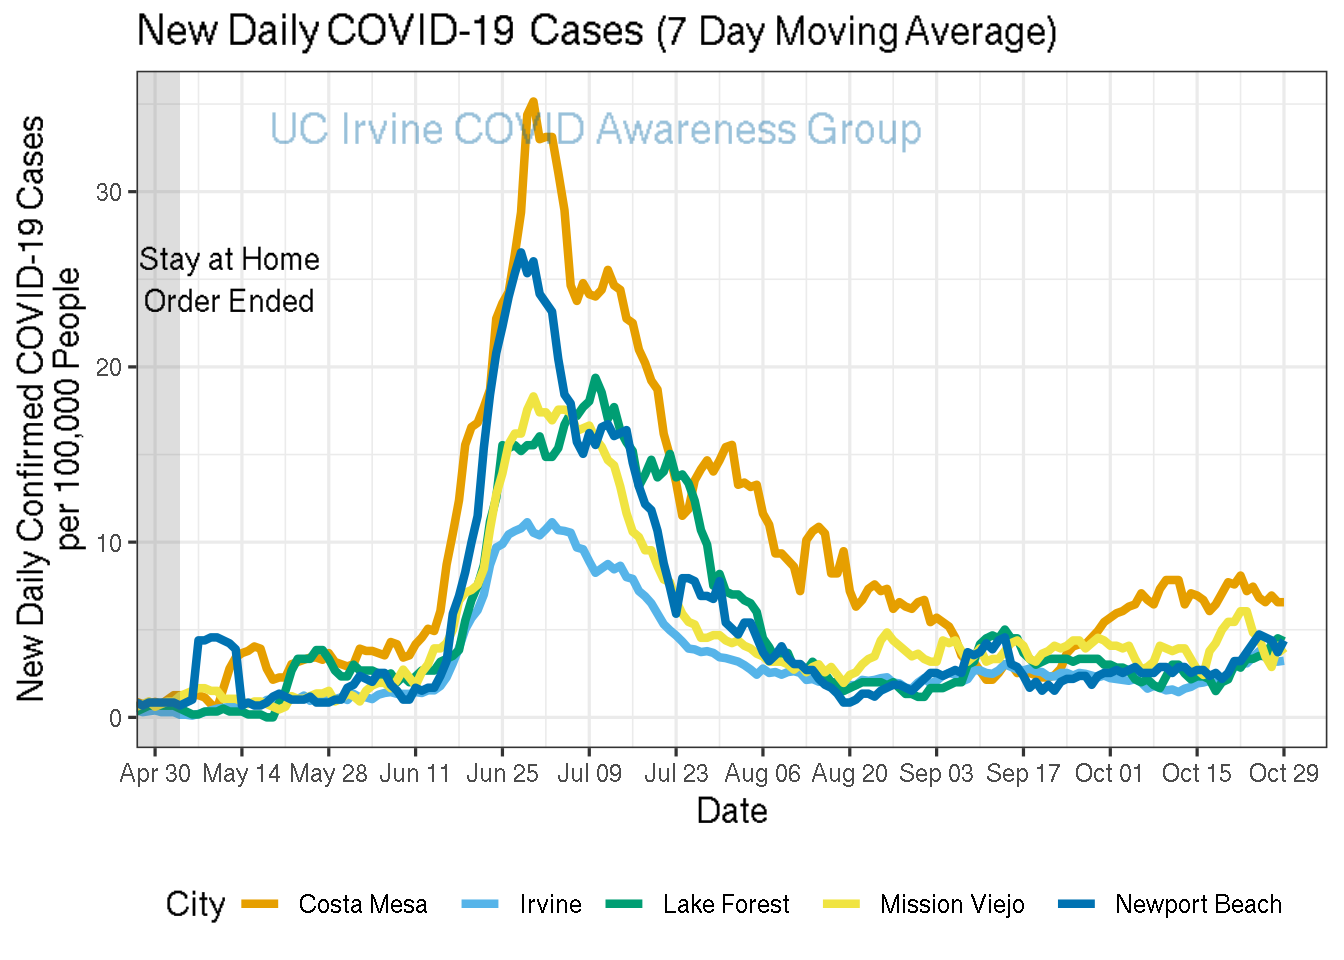 New Daily COVID-19 Cases (7 Day Moving Average)
UC Irvine COVID Awareness Group
New Daily Confirmed COVID-19 Cases
per 100,000 People
30
20
10
0
Stay at Home
Order Ended
Apr 30 May 14 May 28 Jun 11 Jun 25 Jul 09 Jul 23 Aug 06 Aug 20 Sep 03 Sep 17 Oct 01 Oct 15 Oct 29
Date
City Costa Mesa Irvine Lake Forest Mission Viejo Newport Beach